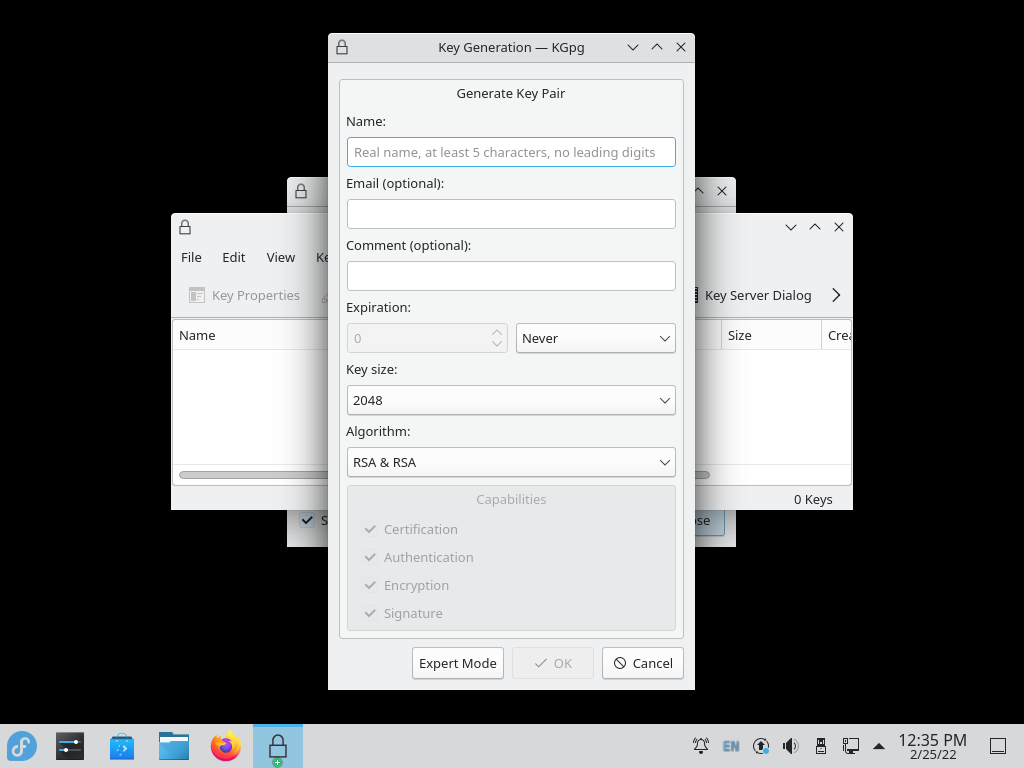 Key Generation — KGpg
Generate Key Pair
Name:
Real name, at least 5 characters, no leading digits
Email (optional):
Comment (optional):
Expiration:
0
Never
Key size:
2048
Algorithm:
RSA & RSA
Capabilities
Certification
Authentication
Encryption
Signature
Expert Mode
OK
Cancel
File Edit View
Key Properties
Key Server Dialog
Name
Size
0 Keys
EN
12:35 PM
2/25/22